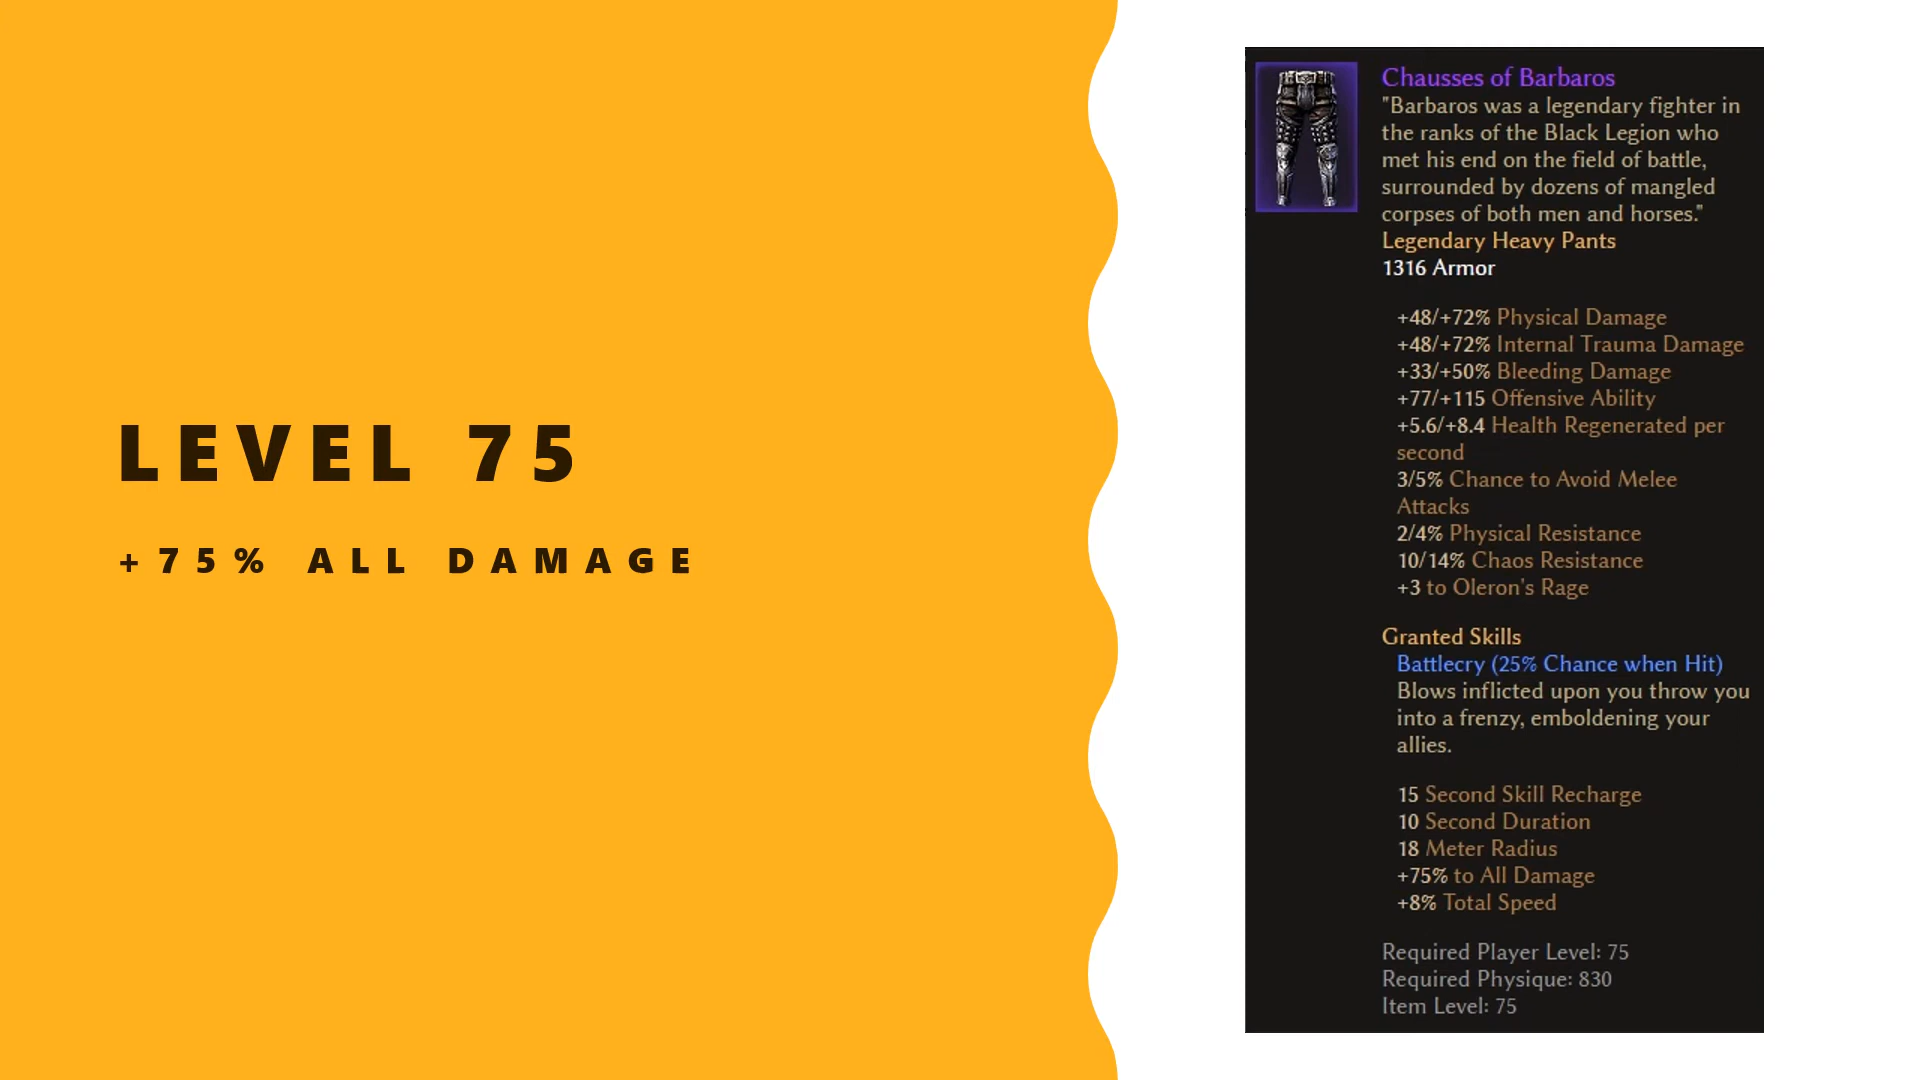 LEVEL 75
+75% ALL DAMAGE
Chausses of Barbaros
"Barbaros was a legendary fighter in
the ranks of the Black Legion who
met his end on the field of battle,
surrounded by dozens of mangled
corpses of both men and horses."
Legendary Heavy Pants
1316 Armor
+48/+72% Physical Damage
+48/+72% Internal Trauma Damage
+33/+50% Bleeding Damage
+77/+115 Offensive Ability
+5.6/+8.4 Health Regenerated per
second
3/5% Chance to Avoid Melee
Attacks
2/4% Physical Resistance
10/14% Chaos Resistance
+3 to Oleron's Rage
Granted Skills
Battlecry (25% Chance when Hit)
Blows inflicted upon you throw you
into a frenzy, emboldening your
allies.
15 Second Skill Recharge
10 Second Duration
18 Meter Radius
+75% to All Damage
+8% Total Speed
Required Player Level: 75
Required Physique: 830
Item Level: 75